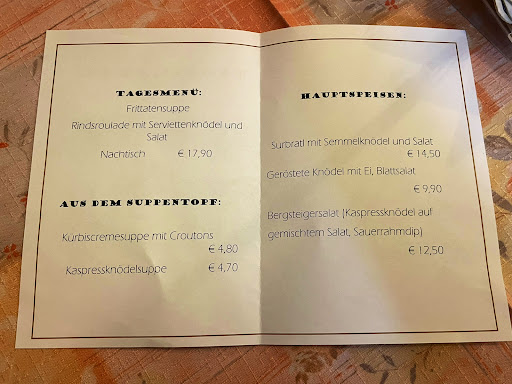 TAGESMENÜ:
Frittatensuppe
Rindsroulade mit Serviettenknödel und
Salat
Nachtisch € 17,90
AUS DEM SUPPENTOPF:
Kürbiscremesuppe mit Croutons
€ 4,80
Kaspressknödelsuppe € 4,70
HAUPTSPEISEN:
Surbratl mit Semmelknödel und Salat
€ 14,50
Geröstete Knödel mit Ei, Blattsalat
€ 9,90
Bergsteigersalat (Kaspressknödel auf
gemischtem Salat, Sauerrahmdip)
€ 12,50